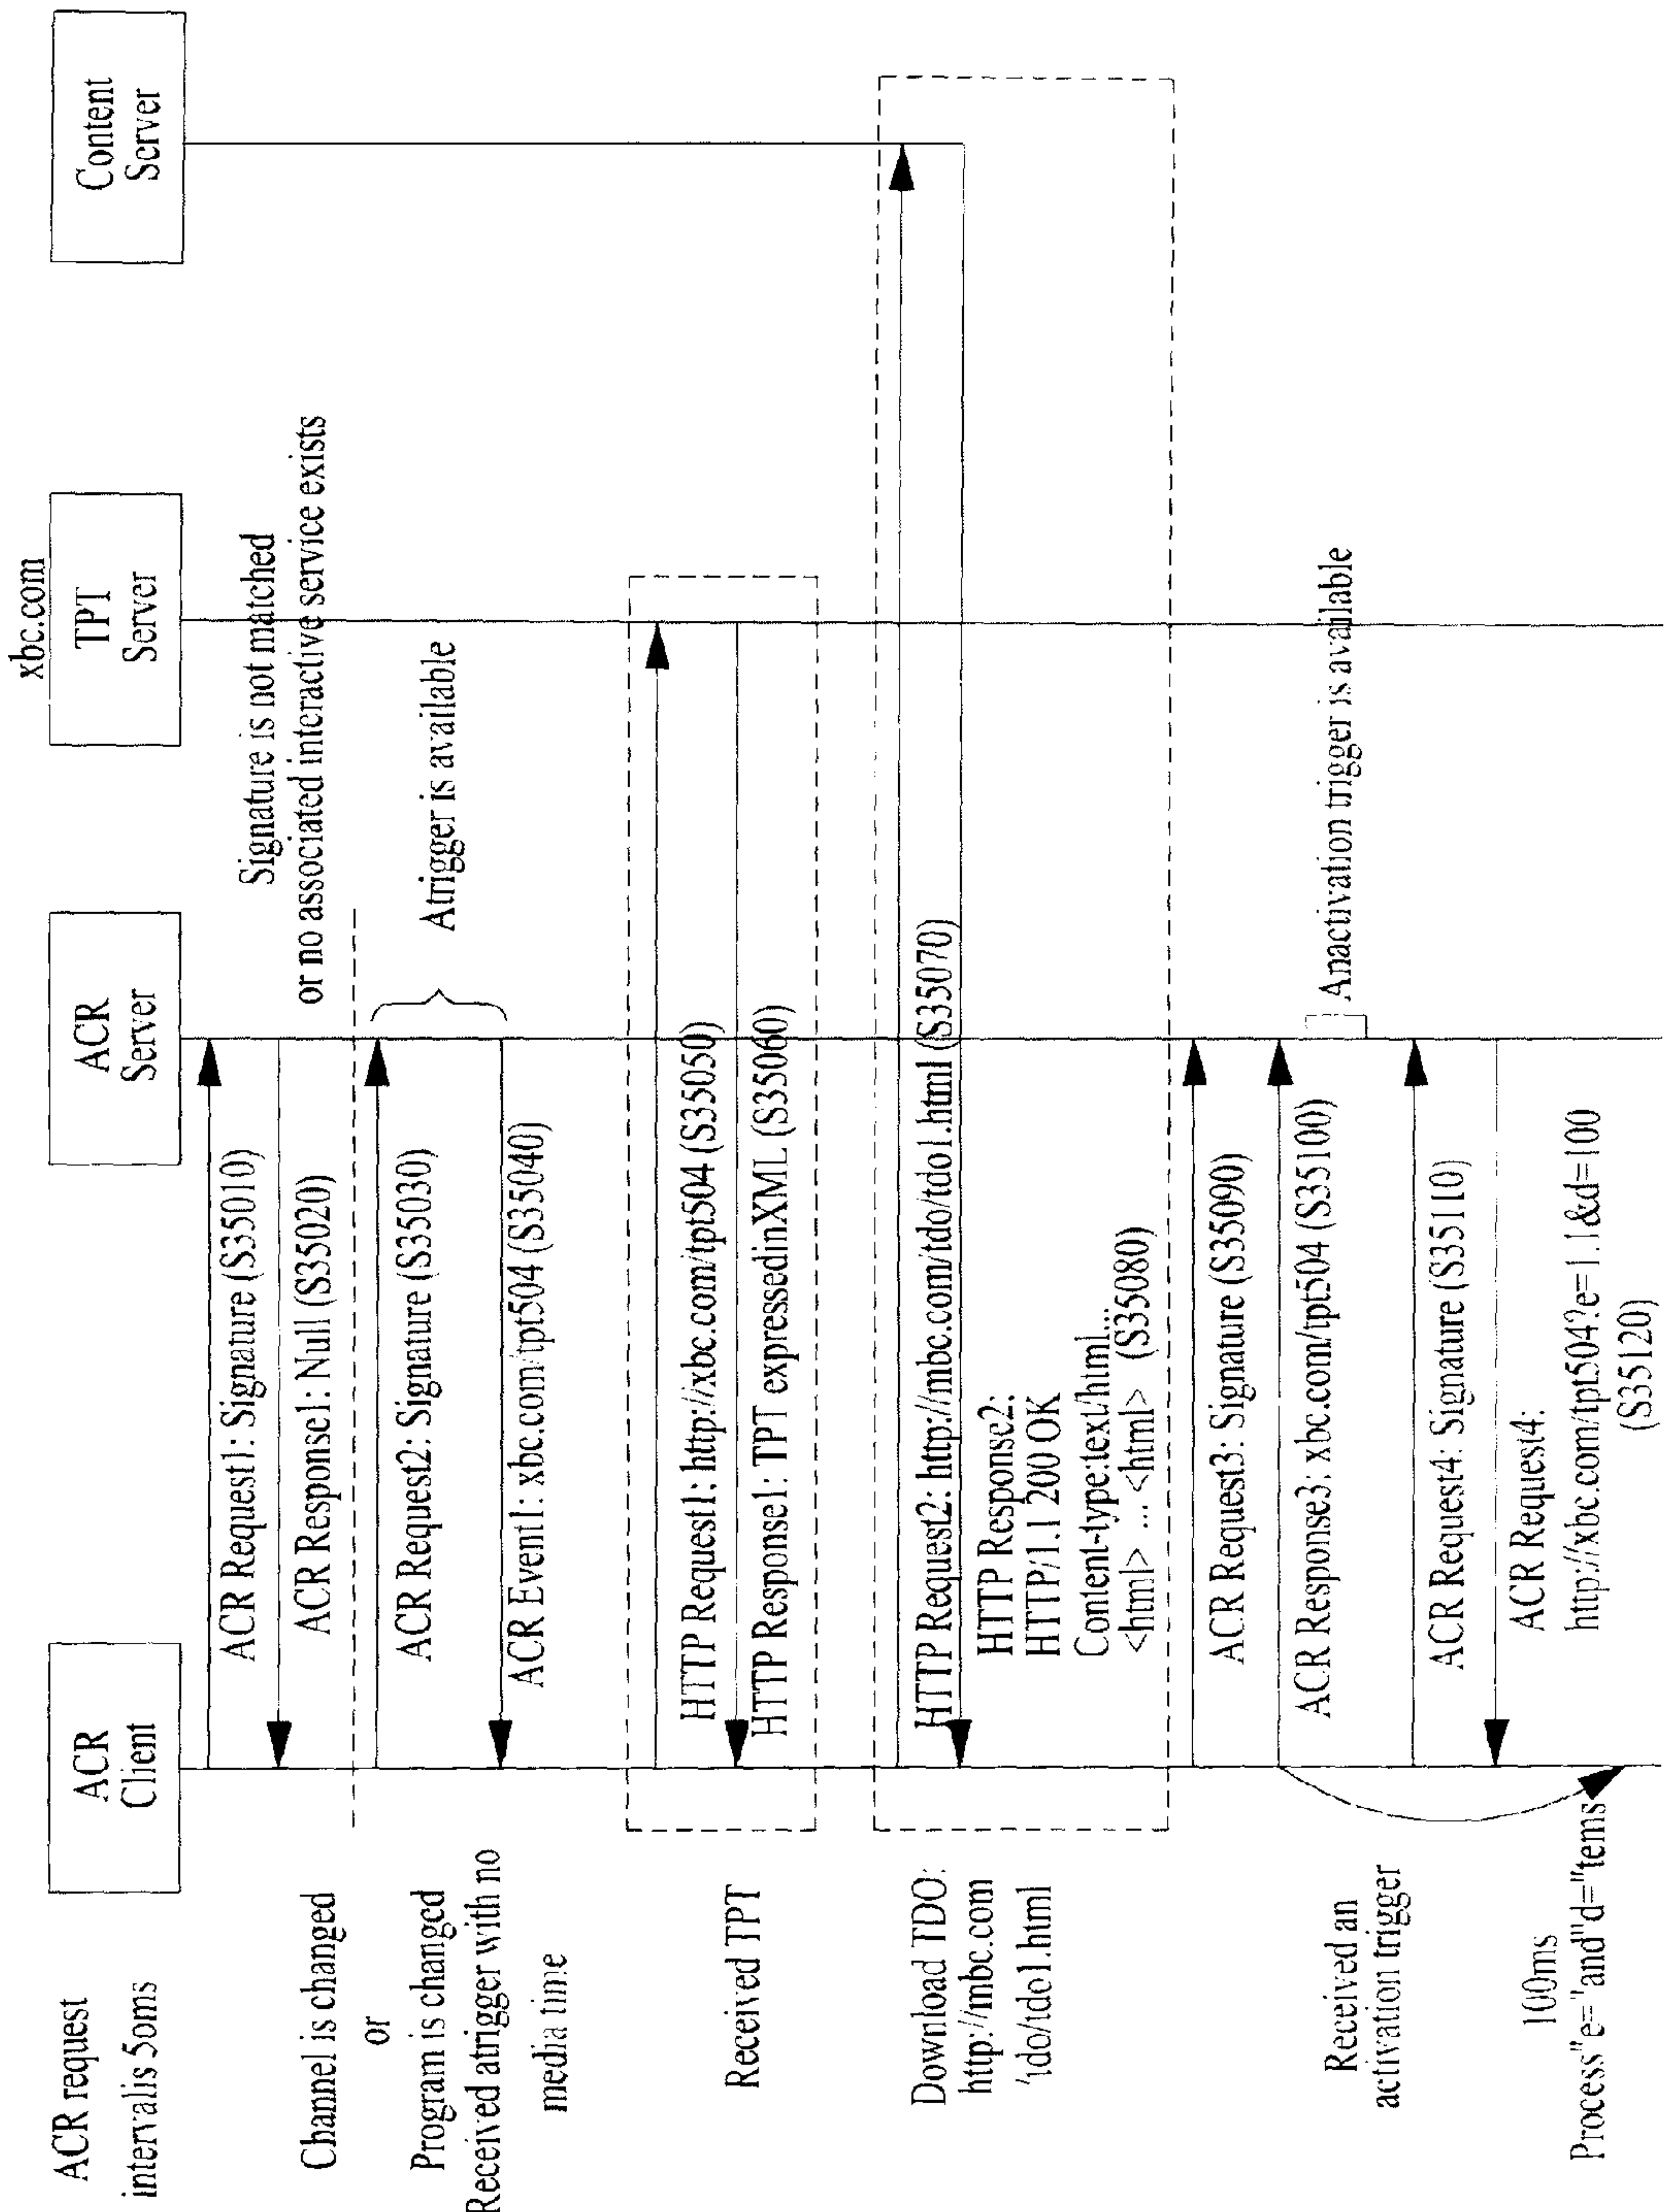 ACR request
intervalis 5oms
ACR
Client
ACR
Server
xbc.com
TPT
Server
Content
Server
ACR Request1: Signature (S35010)
ACR Response1: Null (S35020)
Signature is not matched
or no associated interactive service exists
Channel is changed
or
Program is changed
Received atrigger with no
media time
ACR Request2: Signature (S35030)
ACR Event1: xbc.com/tpt504 (S35040)
Atrigger is available
Received TPT
HTTP Request1: http://xbc.com/tpt504 (S35050)
HTTP Response1: TPT expressedinXML (S35060)
Download TDO:
http://mbc.com
/tdo/tdo1.html
HTTP Request2: http://mbc.com/tdo/tdo1.html (S35070)
HTTP Response2:
HTTP/1.1 200 OK
Content-type:text/html...
<html> ... <html> (S35080)
ACR Request3: Signature (S35090)
ACR Response3: xbc.com/tpt504 (S35100)
Anactivation trigger is available
Received an
activation trigger
ACR Request4: Signature (S35110)
ACR Request4:
http://xbc.com/tpt504?e=1.1&d=100
(S35120)
100ms
Process"e="and"d="tems